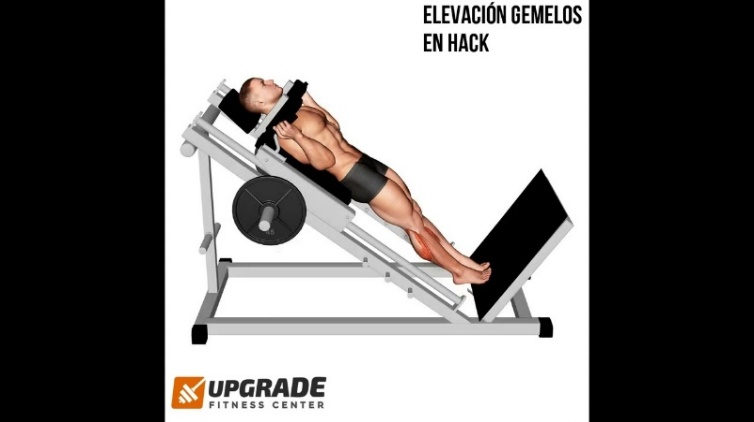 ELEVACIÓN GEMELOS
EN HACK
UPGRADE
FITNESS CENTER